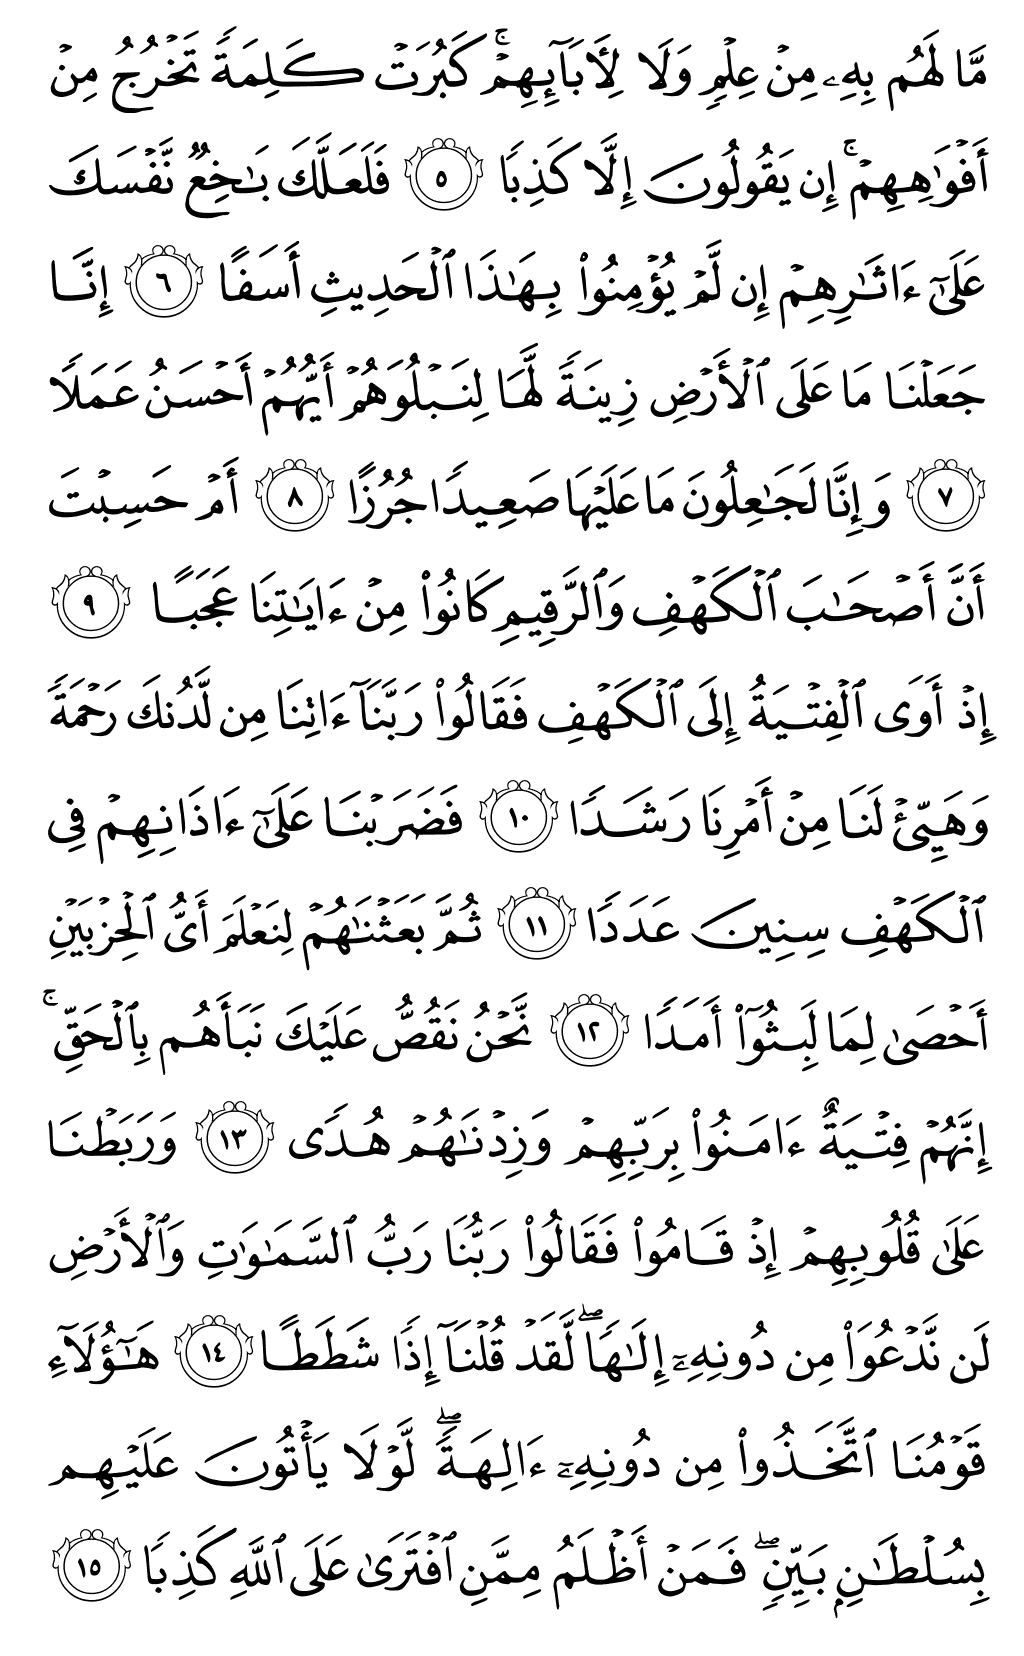 مَّا لَهُم بِهِۦ مِنۡ عِلۡمٖ وَلَا لِأٓبَآئِهِمۡۚ كَبُرَتۡ كَلِمَةٗ تَخۡرُجُ مِنۡ
أَفۡوَٰهِهِمۡۚ إِن يَقُولُونَ إِلَّا كَذِبٗا ٥ فَلَعَلَّكَ بَٰخِعٞ نَّفۡسَكَ
عَلَىٰٓ ءَاثَٰرِهِمۡ إِن لَّمۡ يُؤۡمِنُواْ بِهَٰذَا ٱلۡحَدِيثِ أَسَفًا ٦ إِنَّا
جَعَلۡنَا مَا عَلَى ٱلۡأَرۡضِ زِينَةٗ لَّهَا لِنَبۡلُوَهُمۡ أَيُّهُمۡ أَحۡسَنُ عَمَلٗا
٧ وَإِنَّا لَجَٰعِلُونَ مَا عَلَيۡهَا صَعِيدٗا جُرُزًا ٨ أَمۡ حَسِبۡتَ
أَنَّ أَصۡحَٰبَ ٱلۡكَهۡفِ وَٱلرَّقِيمِ كَانُواْ مِنۡ ءَايَٰتِنَا عَجَبًا ٩
إِذۡ أَوَى ٱلۡفِتۡيَةُ إِلَى ٱلۡكَهۡفِ فَقَالُواْ رَبَّنَآ ءَاتِنَا مِن لَّدُنكَ رَحۡمَةٗ
وَهَيِّئۡ لَنَا مِنۡ أَمۡرِنَا رَشَدٗا ١٠ فَضَرَبۡنَا عَلَىٰٓ ءَاذَانِهِمۡ فِي
ٱلۡكَهۡفِ سِنِينَ عَدَدٗا ١١ ثُمَّ بَعَثۡنَٰهُمۡ لِنَعۡلَمَ أَيُّ ٱلۡحِزۡبَيۡنِ
أَحۡصَىٰ لِمَا لَبِثُوٓاْ أَمَدٗا ١٢ نَّحۡنُ نَقُصُّ عَلَيۡكَ نَبَأَهُم بِٱلۡحَقِّۚ
إِنَّهُمۡ فِتۡيَةٌ ءَامَنُواْ بِرَبِّهِمۡ وَزِدۡنَٰهُمۡ هُدٗى ١٣ وَرَبَطۡنَا
عَلَىٰ قُلُوبِهِمۡ إِذۡ قَامُواْ فَقَالُواْ رَبُّنَا رَبُّ ٱلسَّمَٰوَٰتِ وَٱلۡأَرۡضِ
لَن نَّدۡعُوَاْ مِن دُونِهِۦٓ إِلَٰهٗاۖ لَّقَدۡ قُلۡنَآ إِذٗا شَطَطًا ١٤ هَٰٓؤُلَآءِ
قَوۡمُنَا ٱتَّخَذُواْ مِن دُونِهِۦٓ ءَالِهَةٗۖ لَّوۡلَا يَأۡتُونَ عَلَيۡهِم
بِسُلۡطَٰنِۭ بَيِّنٖۖ فَمَنۡ أَظۡلَمُ مِمَّنِ ٱفۡتَرَىٰ عَلَى ٱللَّهِ كَذِبٗا ١٥